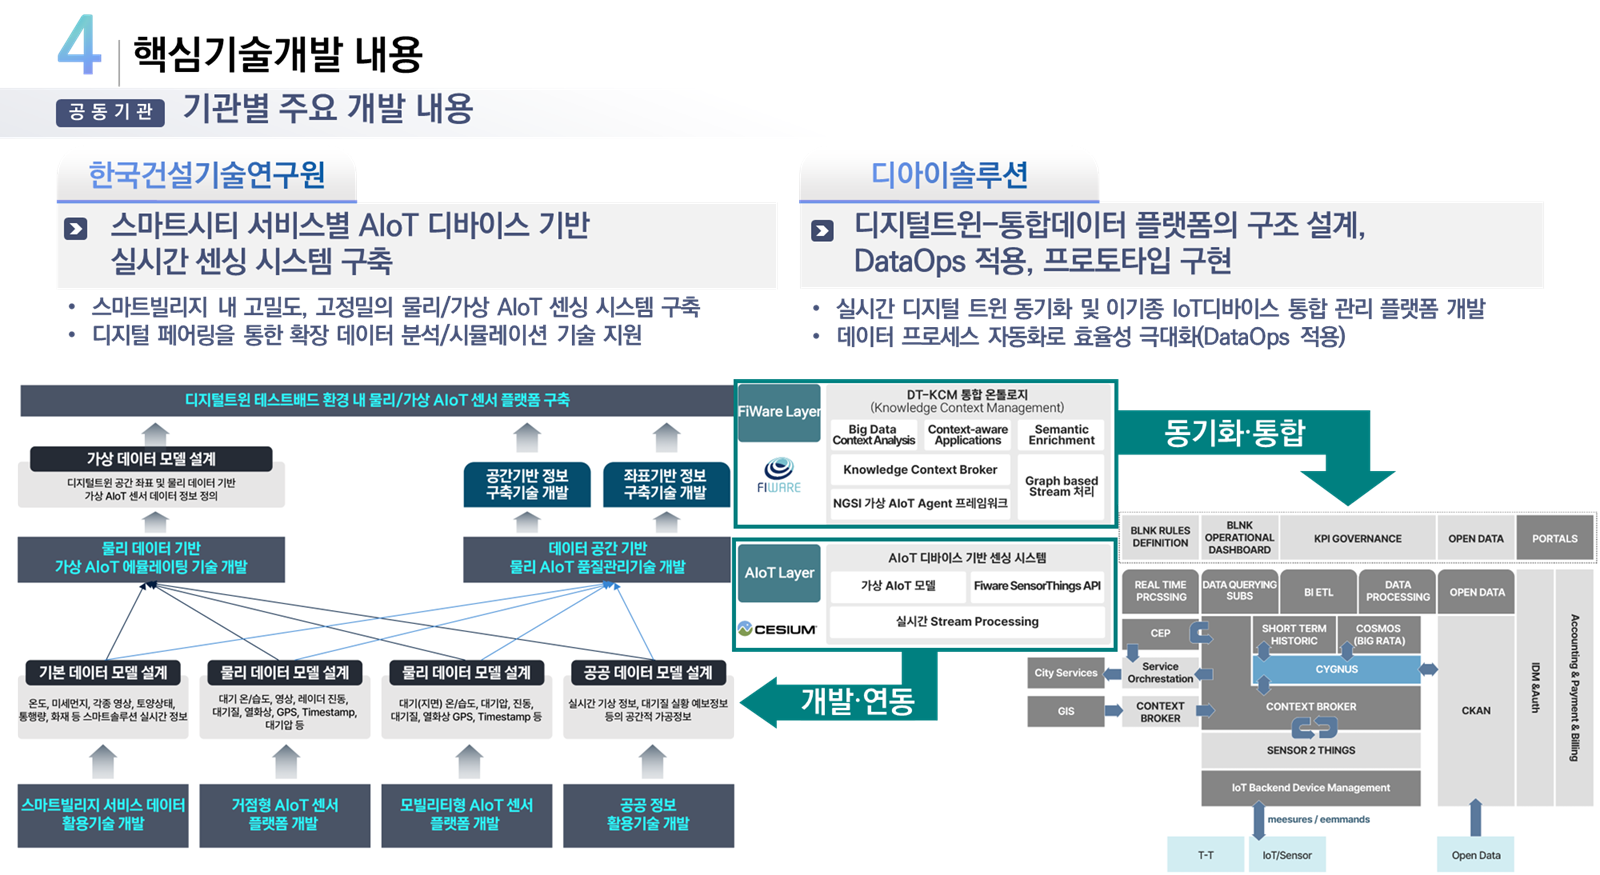 4 핵심기술개발 내용
공동기관 기관별 주요 개발 내용
한국건설기술연구원
스마트시티 서비스별 AIoT 디바이스 기반
실시간 센싱 시스템 구축
• 스마트빌리지 내 고밀도, 고정밀의 물리/가상 AIoT 센싱 시스템 구축
• 디지털 페어링을 통한 확장 데이터 분석/시뮬레이션 기술 지원
디아이솔루션
디지털트윈-통합데이터 플랫폼의 구조 설계,
DataOps 적용, 프로토타입 구현
• 실시간 디지털 트윈 동기화 및 이기종 IoT디바이스 통합 관리 플랫폼 개발
• 데이터 프로세스 자동화로 효율성 극대화(DataOps 적용)
디지털트윈 테스트배드 환경 내 물리/가상 AIoT 센서 플랫폼 구축
가상 데이터 모델 설계
디지털트윈 공간 좌표 및 물리 데이터 기반
가상 AIoT 센서 데이터 정보 정의
공간기반 정보
구축기술 개발
좌표기반 정보
구축기술 개발
물리 데이터 기반
가상 AIoT 에뮬레이팅 기술 개발
데이터 공간 기반
물리 AIoT 품질관리기술 개발
기본 데이터 모델 설계
온도, 미세먼지, 각종 영상, 토양상태,
통행량, 화재 등 스마트솔루션 실시간 정보
물리 데이터 모델 설계
대기 온/습도, 영상, 레이더 진동,
대기질, 열화상, GPS, Timestamp,
대기압 등
물리 데이터 모델 설계
대기(지면) 온/습도, 대기압, 진동,
대기질, 열화상 GPS, Timestamp 등
공공 데이터 모델 설계
실시간 기상 정보, 대기질 실황 예보정보
등의 공간적 가공정보
스마트빌리지 서비스 데이터
활용기술 개발
거점형 AIoT 센서
플랫폼 개발
모빌리티형 AIoT 센서
플랫폼 개발
공공 정보
활용기술 개발
FiWare Layer
FIWARE
DT-KCM 통합 온톨로지
(Knowledge Context Management)
Big Data
Context Analysis
Context-aware
Applications
Semantic
Enrichment
Knowledge Context Broker
Graph based
Stream 처리
NGSI 가상 AIoT Agent 프레임워크
AIoT Layer
CESIUM
AIoT 디바이스 기반 센싱 시스템
가상 AIoT 모델
Fiware SensorThings API
실시간 Stream Processing
동기화·통합
개발·연동
BLNK RULES
DEFINITION
BLNK
OPERATIONAL
DASHBOARD
KPI GOVERNANCE
OPEN DATA
PORTALS
REAL TIME
PRCSSING
DATA QUERYING
SUBS
BI ETL
DATA
PROCESSING
OPEN DATA
CEP
SHORT TERM
HISTORIC
COSMOS
(BIG RATA)
City Services
Service
Orchrestation
CYGNUS
GIS
CONTEXT
BROKER
CONTEXT BROKER
CKAN
IDM &Auth
Accounting & Payment & Billing
SENSOR 2 THINGS
IoT Backend Device Management
meesures / eemmands
T-T
IoT/Sensor
Open Data